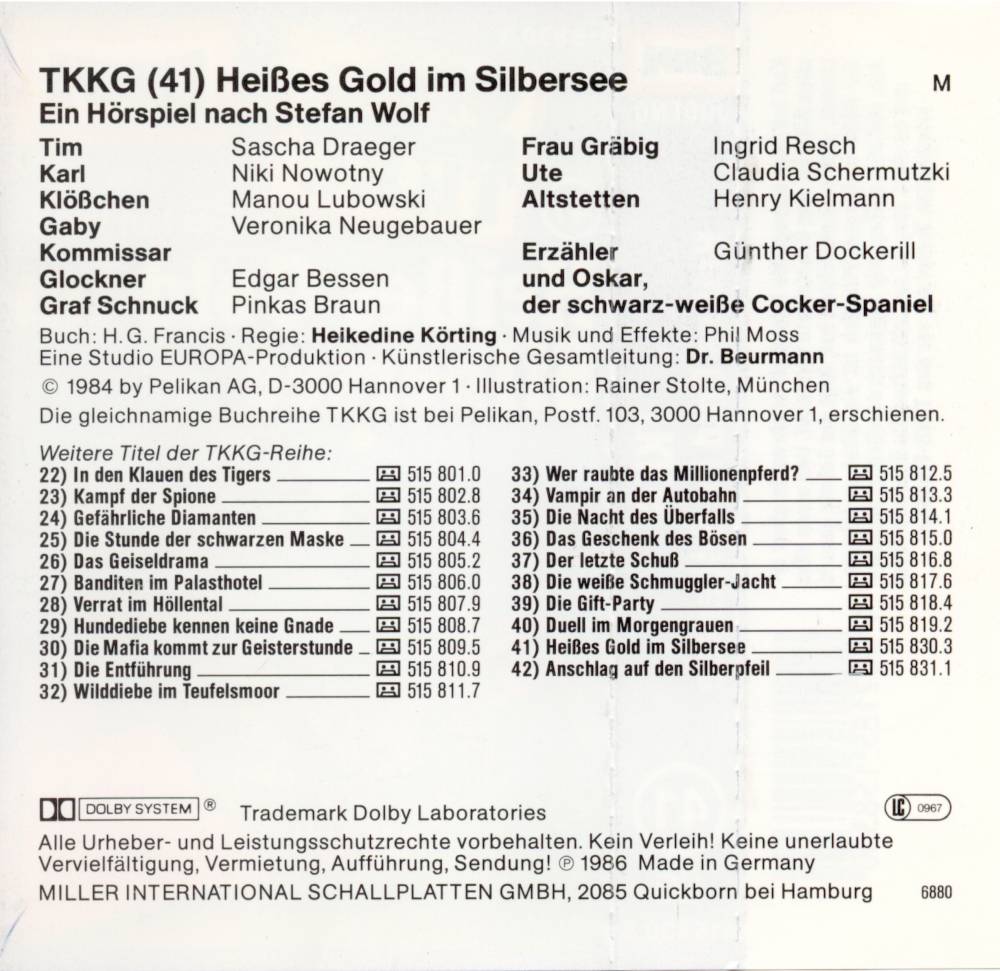 TKKG (41) Heißes Gold im Silbersee M
Ein Hörspiel nach Stefan Wolf
Tim Sascha Draeger
Karl Niki Nowotny
Klößchen Manou Lubowski
Gaby Veronika Neugebauer
Kommissar
Glockner Edgar Bessen
Graf Schnuck Pinkas Braun
Frau Gräbig Ingrid Resch
Ute Claudia Schermutzki
Altstetten Henry Kielmann
Erzähler Günther Dockerill
und Oskar,
der schwarz-weiße Cocker-Spaniel
Buch: H. G. Francis · Regie: Heikedine Körting · Musik und Effekte: Phil Moss
Eine Studio EUROPA-Produktion · Künstlerische Gesamtleitung: Dr. Beurmann
© 1984 by Pelikan AG, D-3000 Hannover 1 · Illustration: Rainer Stolte, München
Die gleichnamige Buchreihe TKKG ist bei Pelikan, Postf. 103, 3000 Hannover 1, erschienen.
Weitere Titel der TKKG-Reihe:
22) In den Klauen des Tigers 515 801.0
23) Kampf der Spione 515 802.8
24) Gefährliche Diamanten 515 803.6
25) Die Stunde der schwarzen Maske 515 804.4
26) Das Geiseldrama 515 805.2
27) Banditen im Palasthotel 515 806.0
28) Verrat im Höllental 515 807.9
29) Hundediebe kennen keine Gnade 515 808.7
30) Die Mafia kommt zur Geisterstunde 515 809.5
31) Die Entführung 515 810.9
32) Wilddiebe im Teufelsmoor 515 811.7
33) Wer raubte das Millionenpferd? 515 812.5
34) Vampir an der Autobahn 515 813.3
35) Die Nacht des Überfalls 515 814.1
36) Das Geschenk des Bösen 515 815.0
37) Der letzte Schuß 515 816.8
38) Die weiße Schmuggler-Jacht 515 817.6
39) Die Gift-Party 515 818.4
40) Duell im Morgengrauen 515 819.2
41) Heißes Gold im Silbersee 515 830.3
42) Anschlag auf den Silberpfeil 515 831.1
DOLBY SYSTEM ® Trademark Dolby Laboratories
LC 0967
Alle Urheber- und Leistungsschutzrechte vorbehalten. Kein Verleih! Keine unerlaubte
Vervielfältigung, Vermietung, Aufführung, Sendung! ℗ 1986 Made in Germany
MILLER INTERNATIONAL SCHALLPLATTEN GMBH, 2085 Quickborn bei Hamburg 6880